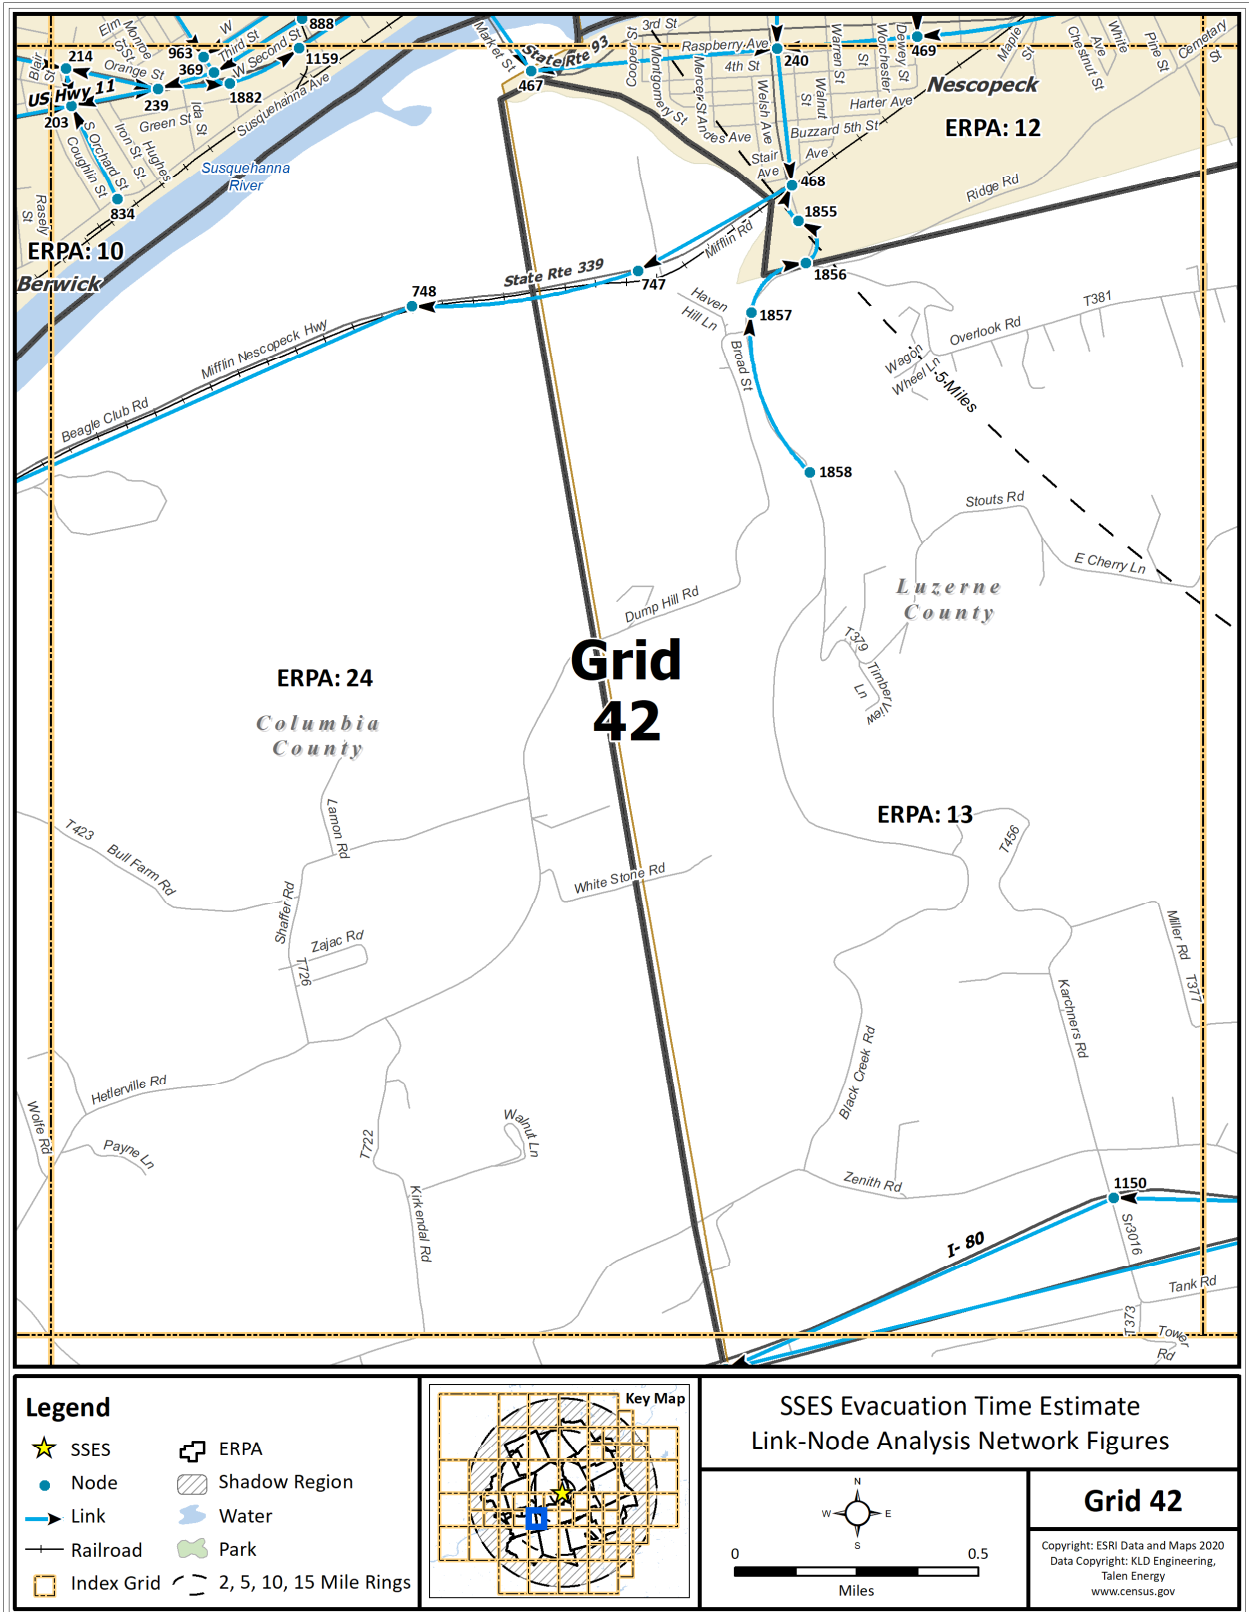 888
3rd St
963
W
Third St
W Second St
Elm
St
Monroe
St
Market St
State Rte 93
Cooper St
Montgomery St
Raspberry Ave
4th St
240
Warren St
Worchester
St
Dewey St
469
Maple
St
Chestnut St
Ave
White
Pine St
Cemetary
St
214
Blair
St
Orange St
369
1159
467
US Hwy 11
239
1882
203
Ida St
Green St
Susquehanna Ave
Mercer St
Andes Ave
Welsh Ave
Walnut
St
Harter Ave
Buzzard 5th St
Ave
Stair
Ave
Nescopeck
ERPA: 12
S Orchard St
Coughlin St
Iron St
Hughes
St
Susquehanna
River
834
Rasely
St
468
1855
Ridge Rd
Mifflin Rd
ERPA: 10
Berwick
State Rte 339
747
748
1856
1857
Haven
Hill Ln
Broad St
T381
Overlook Rd
Wagon
Wheel Ln
5-Miles
Mifflin Nescopeck Hwy
Beagle Club Rd
1858
Stouts Rd
E Cherry Ln
Luzerne
County
Dump Hill Rd
T379
Timber
View
Ln
Grid
42
ERPA: 24
Columbia
County
ERPA: 13
Lamon Rd
T423
Bull Farm Rd
T456
White Stone Rd
Shaffer Rd
Zajac Rd
T726
Miller Rd
T377
Karchners Rd
Black Creek Rd
Hetlerville Rd
Wolfe Rd
Payne Ln
T722
Walnut Ln
Kirkendal Rd
Zenith Rd
1150
Sr3016
I- 80
Tank Rd
T373
Tower
Rd
Legend
SSES
Node
Link
Railroad
Index Grid
ERPA
Shadow Region
Water
Park
2, 5, 10, 15 Mile Rings
Key Map
SSES Evacuation Time Estimate
Link-Node Analysis Network Figures
N
W
E
S
0
0.5
Miles
Grid 42
Copyright: ESRI Data and Maps 2020
Data Copyright: KLD Engineering,
Talen Energy
www.census.gov